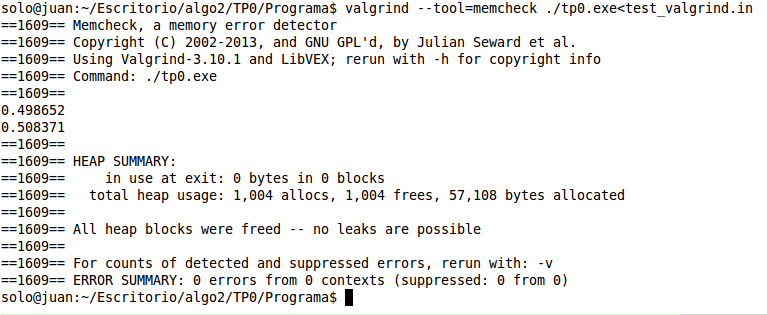 solo@juan:~/Escritorio/algo2/TP0/Programa$ valgrind --tool=memcheck ./tp0.exe<test_valgrind.in
==1609== Memcheck, a memory error detector
==1609== Copyright (C) 2002-2013, and GNU GPL'd, by Julian Seward et al.
==1609== Using Valgrind-3.10.1 and LibVEX; rerun with -h for copyright info
==1609== Command: ./tp0.exe
==1609==
0.498652
0.508371
==1609==
==1609== HEAP SUMMARY:
==1609==     in use at exit: 0 bytes in 0 blocks
==1609==   total heap usage: 1,004 allocs, 1,004 frees, 57,108 bytes allocated
==1609==
==1609== All heap blocks were freed -- no leaks are possible
==1609==
==1609== For counts of detected and suppressed errors, rerun with: -v
==1609== ERROR SUMMARY: 0 errors from 0 contexts (suppressed: 0 from 0)
solo@juan:~/Escritorio/algo2/TP0/Programa$